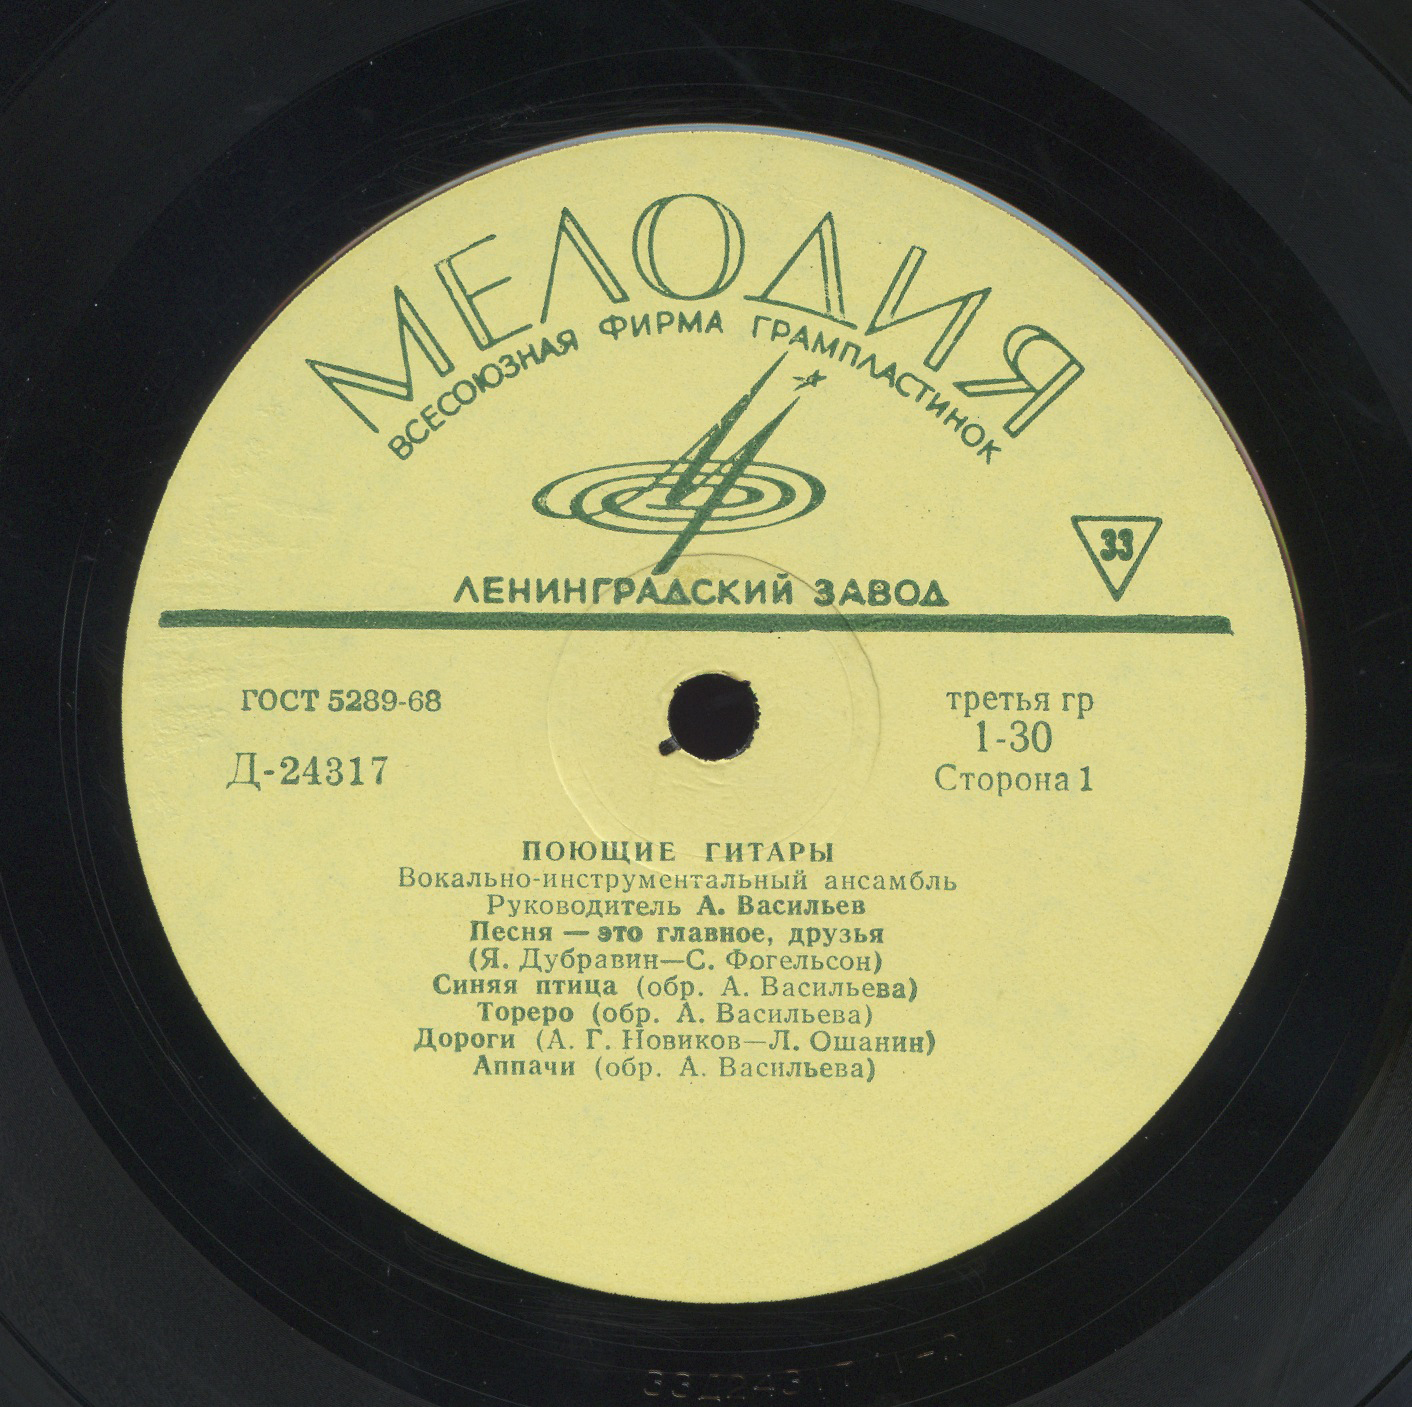 МЕЛОДИЯ
ВСЕСОЮЗНАЯ ФИРМА ГРАМПЛАСТИНОК
33
ЛЕНИНГРАДСКИЙ ЗАВОД
ГОСТ 5289-68
третья гр
1-30
Д-24317
Сторона 1
ПОЮЩИЕ ГИТАРЫ
Вокально-инструментальный ансамбль
Руководитель А. Васильев
Песня — это главное, друзья
(Я. Дубравин—С. Фогельсон)
Синяя птица (обр. А. Васильева)
Тореро (обр. А. Васильева)
Дороги (А. Г. Новиков—Л. Ошанин)
Аппачи (обр. А. Васильева)